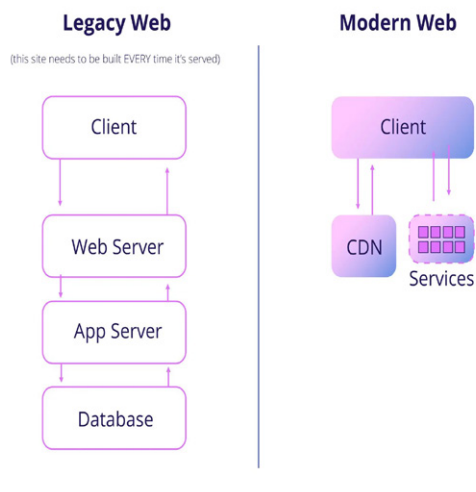 Legacy Web
(this site needs to be built EVERY time it's served)
Client
Web Server
App Server
Database
Modern Web
Client
CDN
Services